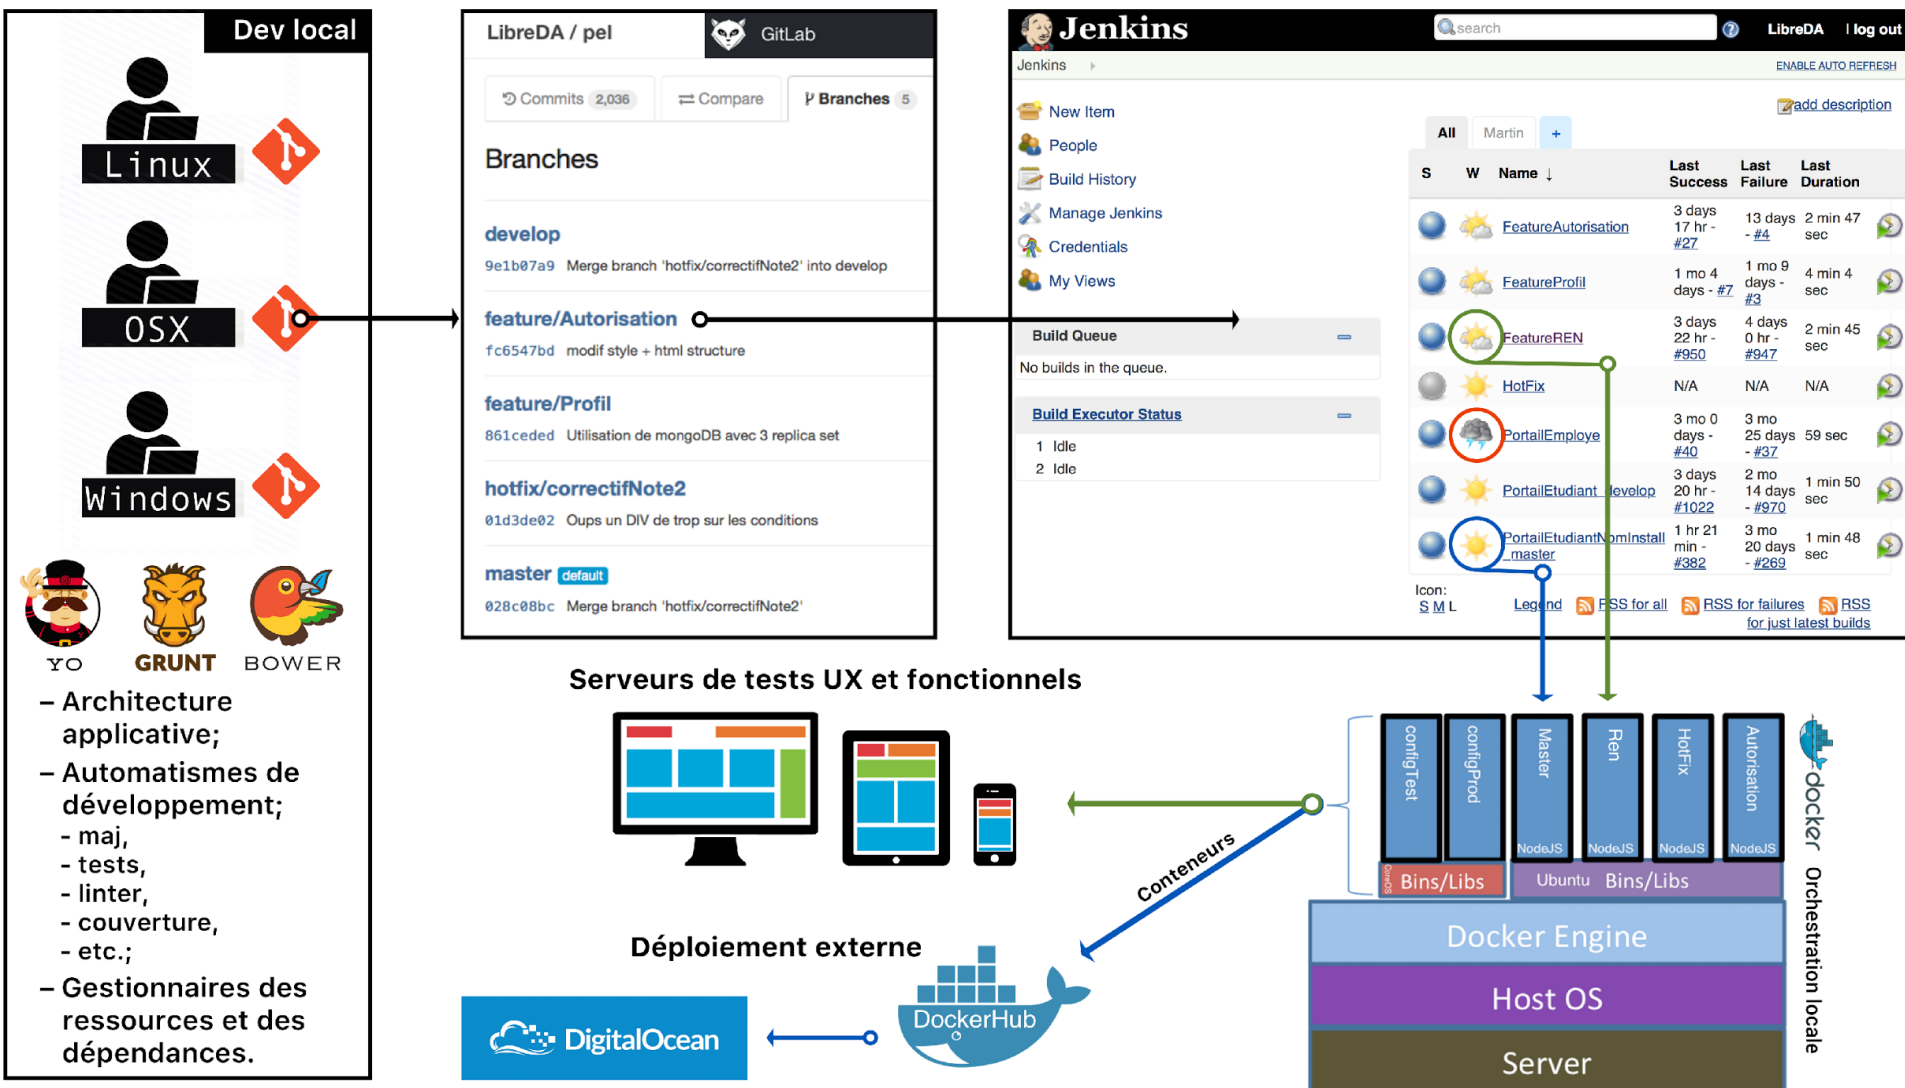 Dev local
Linux
OSX
Windows
YO
GRUNT
BOWER
– Architecture
applicative;
– Automatismes de
développement;
- maj,
- tests,
- linter,
- couverture,
- etc.;
– Gestionnaires des
ressources et des
dépendances.
LibreDA / pel
GitLab
Commits 2,036
Compare
Branches 5
Branches
develop
9e1b07a9 Merge branch 'hotfix/correctifNote2' into develop
feature/Autorisation
fc6547bd modif style + html structure
feature/Profil
861ceded Utilisation de mongoDB avec 3 replica set
hotfix/correctifNote2
01d3de02 Oups un DIV de trop sur les conditions
master default
028c08bc Merge branch 'hotfix/correctifNote2'
Jenkins
search
?
LibreDA
| log out
Jenkins
ENABLE AUTO REFRESH
New Item
People
Build History
Manage Jenkins
Credentials
My Views
Build Queue
No builds in the queue.
Build Executor Status
1 Idle
2 Idle
add description
All
Martin
+
S W Name ↓ Last Success Last Failure Last Duration
FeatureAutorisation 3 days 17 hr - #27 13 days - #4 2 min 47 sec
FeatureProfil 1 mo 4 days - #7 1 mo 9 days - #3 4 min 4 sec
FeatureREN 3 days 22 hr - #950 4 days 0 hr - #947 2 min 45 sec
HotFix N/A N/A N/A
PortailEmploye 3 mo 0 days - #40 3 mo 25 days - #37 59 sec
PortailEtudiant_develop 3 days 20 hr - #1022 2 mo 14 days - #970 1 min 50 sec
PortailEtudiantNomInstall_master 1 hr 21 min - #382 3 mo 20 days - #269 1 min 48 sec
Icon:
S M L
Legend
RSS for all
RSS for failures
RSS
for just latest builds
Serveurs de tests UX et fonctionnels
Conteneurs
Déploiement externe
DigitalOcean
DockerHub
configTest
configProd
Master
NodeJS
Ren
NodeJS
HotFix
NodeJS
Autorisation
NodeJS
CoreOS
Bins/Libs
Ubuntu Bins/Libs
Docker Engine
Host OS
Server
docker
Orchestration locale